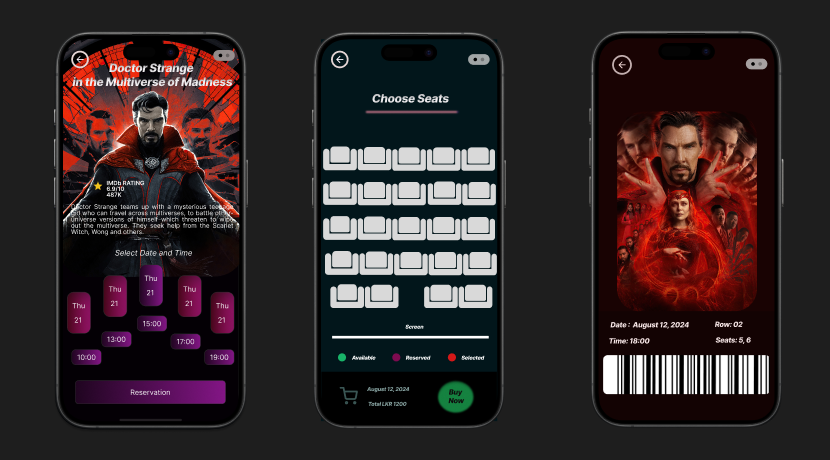 Doctor Strange
in the Multiverse of Madness
IMDb RATING
6.9/10
467K
Doctor Strange teams up with a mysterious teenage
girl who can travel across multiverses, to battle other
universe versions of himself which threaten to wipe
out the multiverse. They seek help from the Scarlet
Witch, Wong and others.
Select Date and Time
Thu
21
Thu
21
Thu
21
Thu
21
Thu
21
10:00
13:00
15:00
17:00
19:00
Reservation
Choose Seats
Screen
Available
Reserved
Selected
August 12, 2024
Total LKR 1200
Buy
Now
Date : August 12, 2024
Row: 02
Time: 18:00
Seats: 5, 6